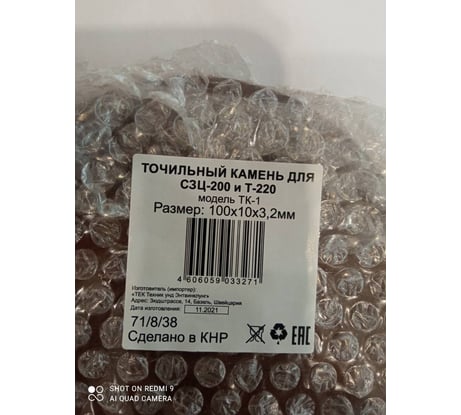 ТОЧИЛЬНЫЙ КАМЕНЬ ДЛЯ
СЗЦ-200 и Т-220
модель ТК-1
Размер: 100х10х3,2мм
4 606059 033271
Изготовитель (импортер):
«ТЕК Техник унд Энтвиклунг»
Адрес: Эйдштрассе, 14, Базель, Швейцария
Дата изготовления: 11.2021
71/8/38
Сделано в КНР
EAC
SHOT ON REDMI 9
AI QUAD CAMERA